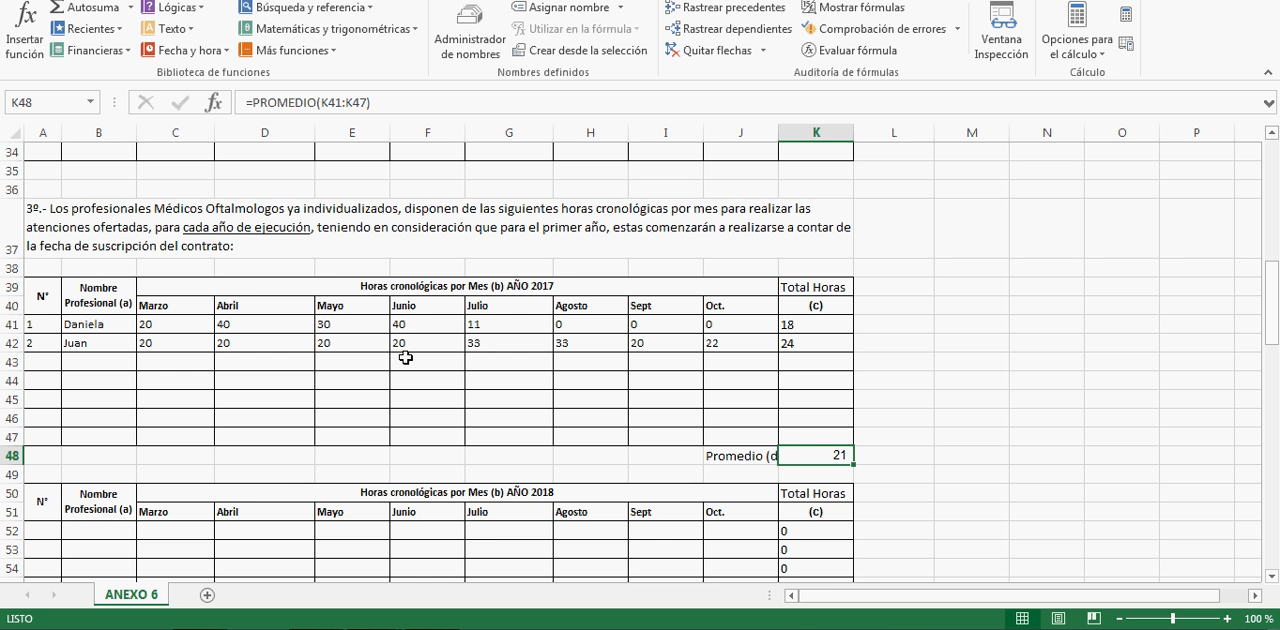 Autosuma Lógicas Búsqueda y referencia Asignar nombre Rastrear precedentes Mostrar fórmulas
fx Recientes Texto Matemáticas y trigonométricas Utilizar en la fórmula Rastrear dependientes Comprobación de errores
Insertar función Financieras Fecha y hora Más funciones Administrador de nombres Crear desde la selección Quitar flechas Evaluar fórmula Ventana Inspección Opciones para el cálculo
Biblioteca de funciones Nombres definidos Auditoría de fórmulas Cálculo
K48 fx =PROMEDIO(K41:K47)
A B C D E F G H I J K L M N O P
34
35
36
3º.- Los profesionales Médicos Oftalmologos ya individualizados, disponen de las siguientes horas cronológicas por mes para realizar las
atenciones ofertadas, para cada año de ejecución, teniendo en consideración que para el primer año, estas comenzarán a realizarse a contar de
37 la fecha de suscripción del contrato:
38
39 N° Nombre Profesional (a) Horas cronológicas por Mes (b) AÑO 2017 Total Horas
40 Marzo Abril Mayo Junio Julio Agosto Sept Oct. (c)
41 1 Daniela 20 40 30 40 11 0 0 0 18
42 2 Juan 20 20 20 20 33 33 20 22 24
43
44
45
46
47
48 Promedio (d 21
49
50 N° Nombre Profesional (a) Horas cronológicas por Mes (b) AÑO 2018 Total Horas
51 Marzo Abril Mayo Junio Julio Agosto Sept Oct. (c)
52 0
53 0
54 0
ANEXO 6
LISTO 100 %